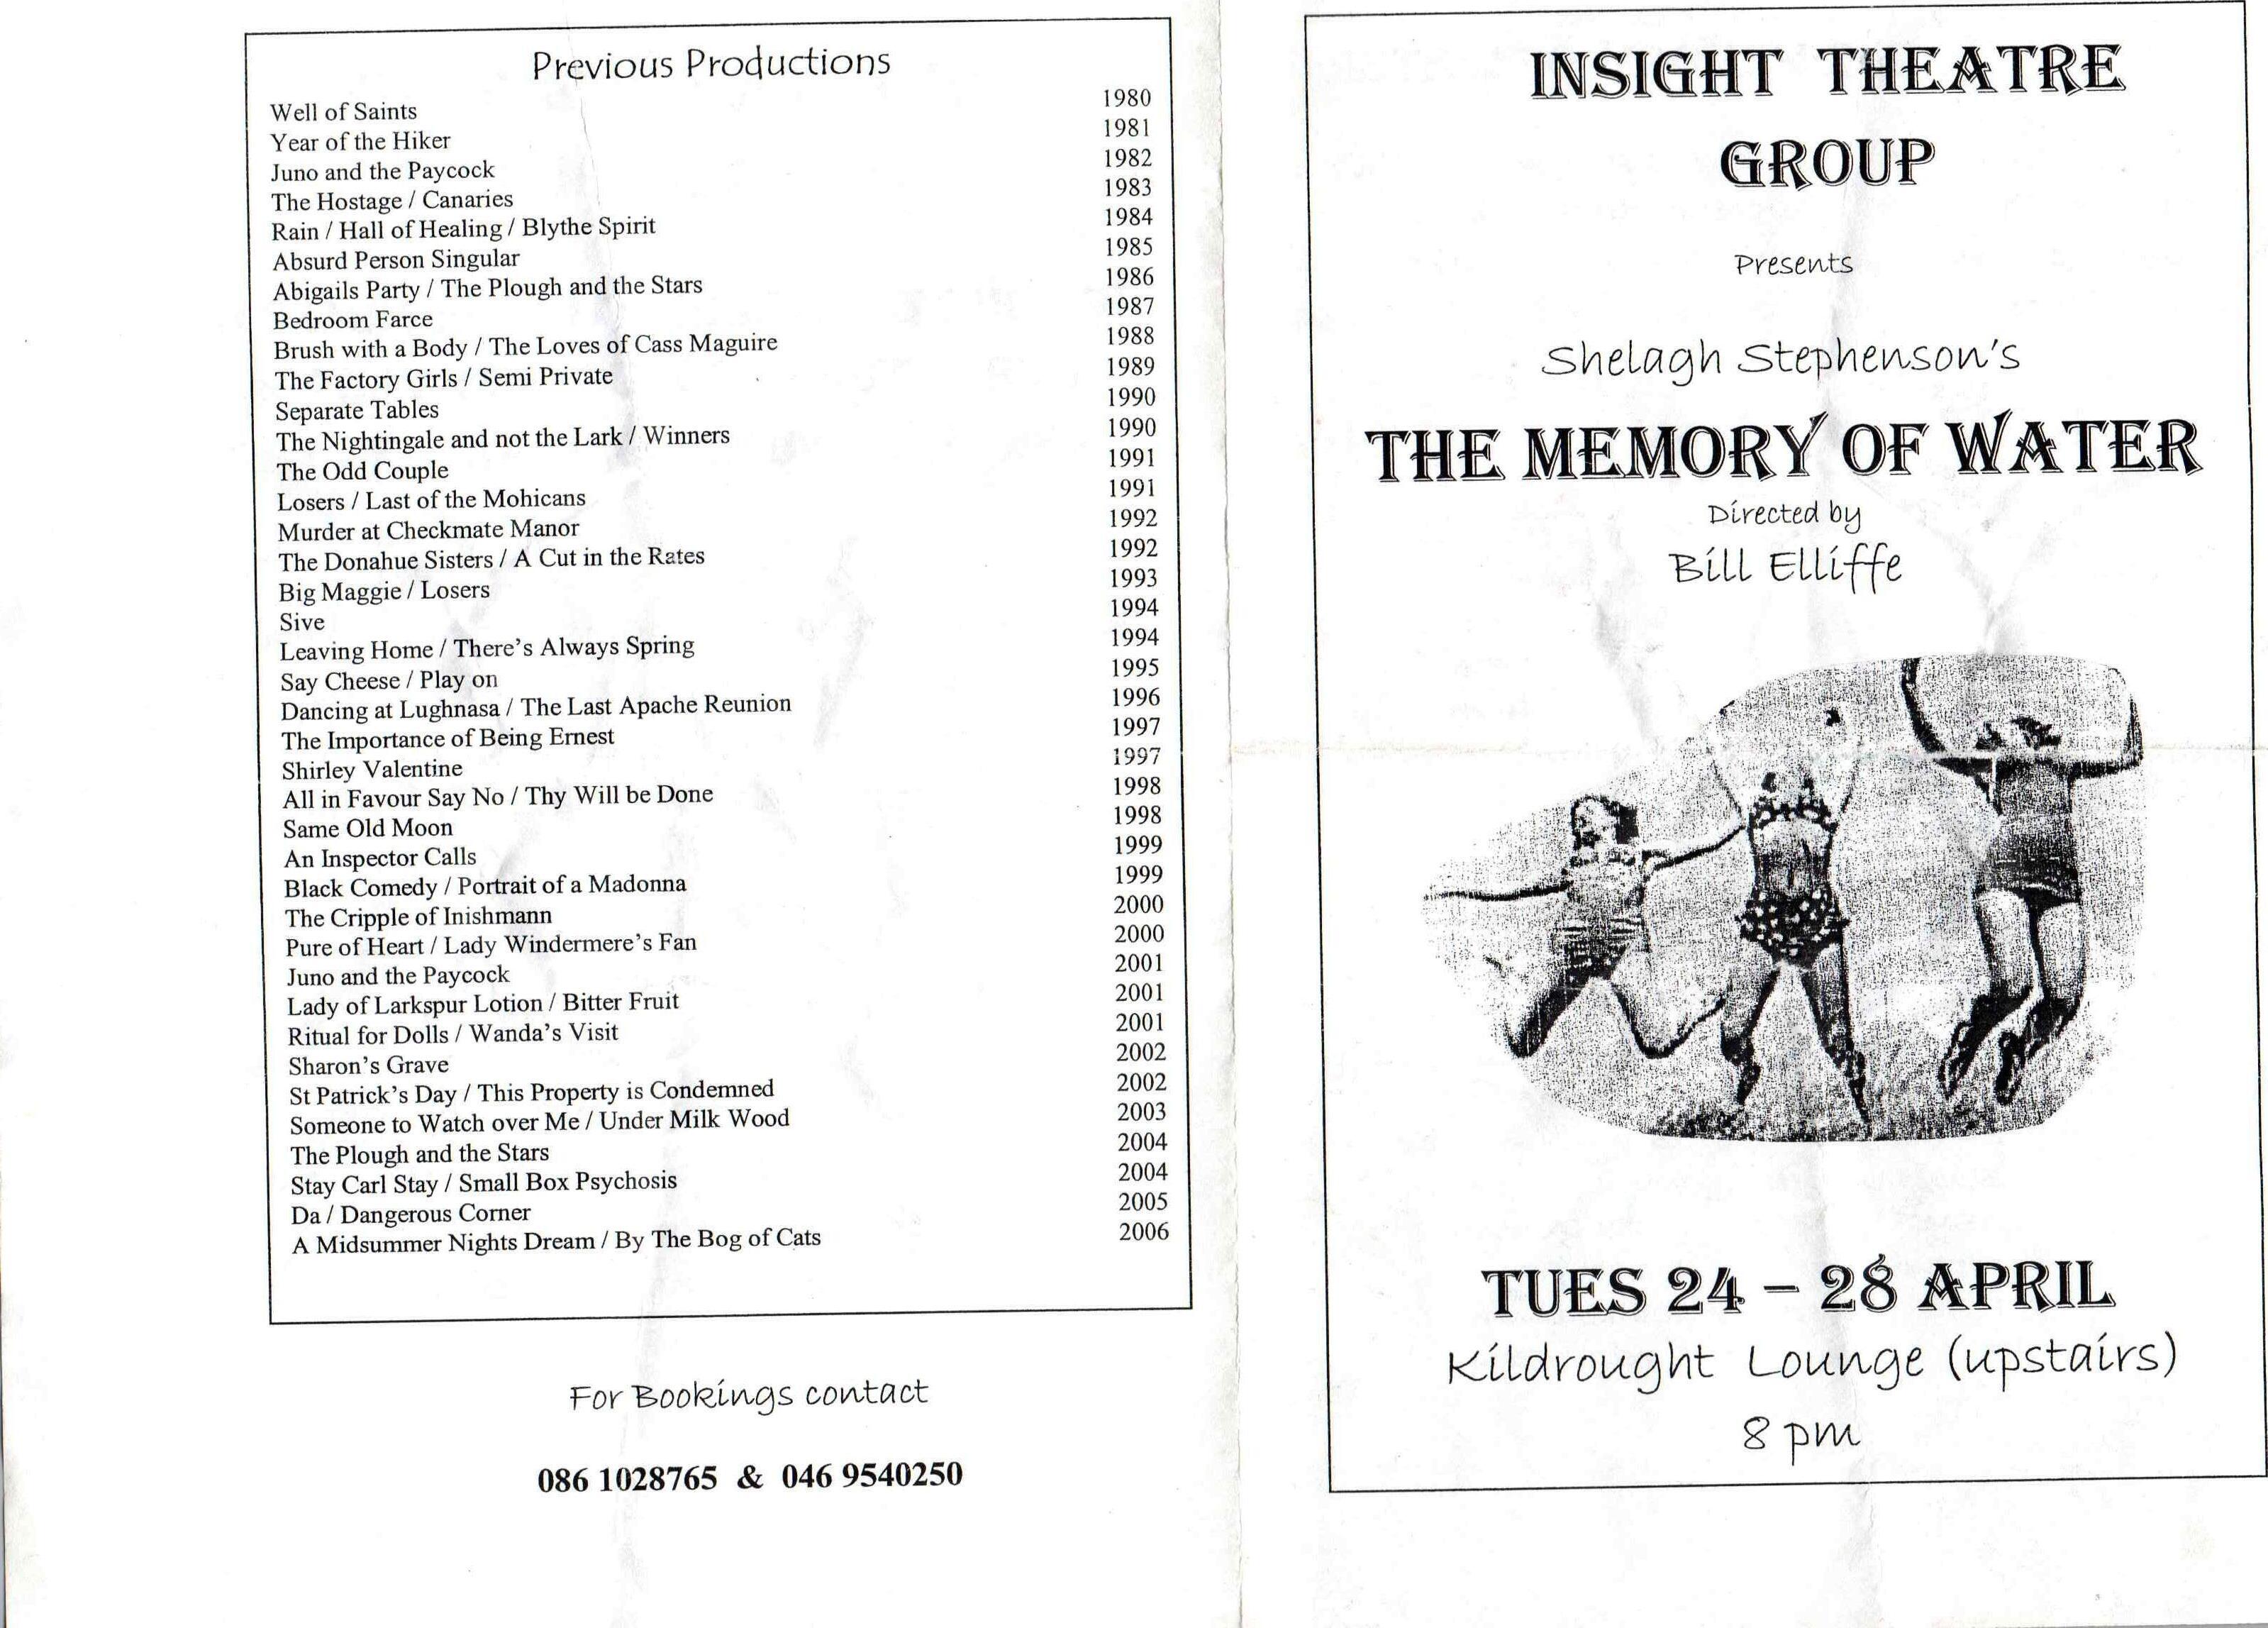 Previous Productions
Well of Saints 1980
Year of the Hiker 1981
Juno and the Paycock 1982
The Hostage / Canaries 1983
Rain / Hall of Healing / Blythe Spirit 1984
Absurd Person Singular 1985
Abigails Party / The Plough and the Stars 1986
Bedroom Farce 1987
Brush with a Body / The Loves of Cass Maguire 1988
The Factory Girls / Semi Private 1989
Separate Tables 1990
The Nightingale and not the Lark / Winners 1990
The Odd Couple 1991
Losers / Last of the Mohicans 1991
Murder at Checkmate Manor 1992
The Donahue Sisters / A Cut in the Rates 1992
Big Maggie / Losers 1993
Sive 1994
Leaving Home / There's Always Spring 1994
Say Cheese / Play on 1995
Dancing at Lughnasa / The Last Apache Reunion 1996
The Importance of Being Ernest 1997
Shirley Valentine 1997
All in Favour Say No / Thy Will be Done 1998
Same Old Moon 1998
An Inspector Calls 1999
Black Comedy / Portrait of a Madonna 1999
The Cripple of Inishmann 2000
Pure of Heart / Lady Windermere's Fan 2000
Juno and the Paycock 2001
Lady of Larkspur Lotion / Bitter Fruit 2001
Ritual for Dolls / Wanda's Visit 2001
Sharon's Grave 2002
St Patrick's Day / This Property is Condemned 2002
Someone to Watch over Me / Under Milk Wood 2003
The Plough and the Stars 2004
Stay Carl Stay / Small Box Psychosis 2004
Da / Dangerous Corner 2005
A Midsummer Nights Dream / By The Bog of Cats 2006
For Bookings contact
086 1028765 & 046 9540250
INSIGHT THEATRE
GROUP
Presents
Shelagh Stephenson's
THE MEMORY OF WATER
Directed by
Bill Elliffe
TUES 24 – 28 APRIL
Kildrought Lounge (upstairs)
8 pm